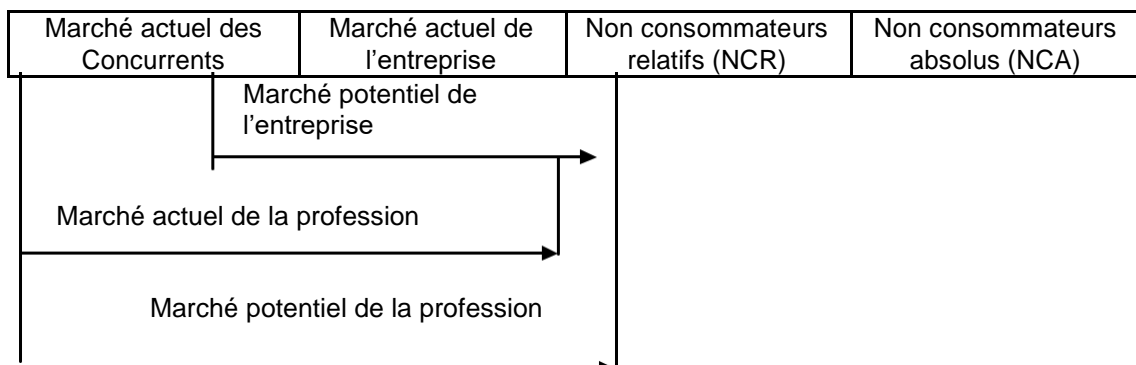 Marché actuel des Concurrents
Marché actuel de l’entreprise
Non consommateurs relatifs (NCR)
Non consommateurs absolus (NCA)
Marché potentiel de
l’entreprise
Marché actuel de la profession
Marché potentiel de la profession